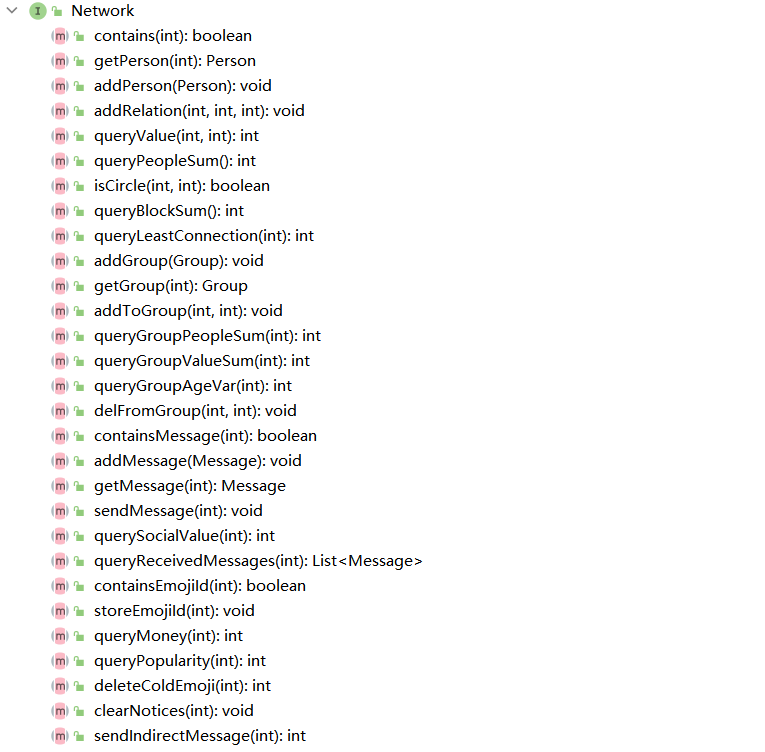 I Network
m contains(int): boolean
m getPerson(int): Person
m addPerson(Person): void
m addRelation(int, int, int): void
m queryValue(int, int): int
m queryPeopleSum(): int
m isCircle(int, int): boolean
m queryBlockSum(): int
m queryLeastConnection(int): int
m addGroup(Group): void
m getGroup(int): Group
m addToGroup(int, int): void
m queryGroupPeopleSum(int): int
m queryGroupValueSum(int): int
m queryGroupAgeVar(int): int
m delFromGroup(int, int): void
m containsMessage(int): boolean
m addMessage(Message): void
m getMessage(int): Message
m sendMessage(int): void
m querySocialValue(int): int
m queryReceivedMessages(int): List<Message>
m containsEmojiId(int): boolean
m storeEmojiId(int): void
m queryMoney(int): int
m queryPopularity(int): int
m deleteColdEmoji(int): int
m clearNotices(int): void
m sendIndirectMessage(int): int